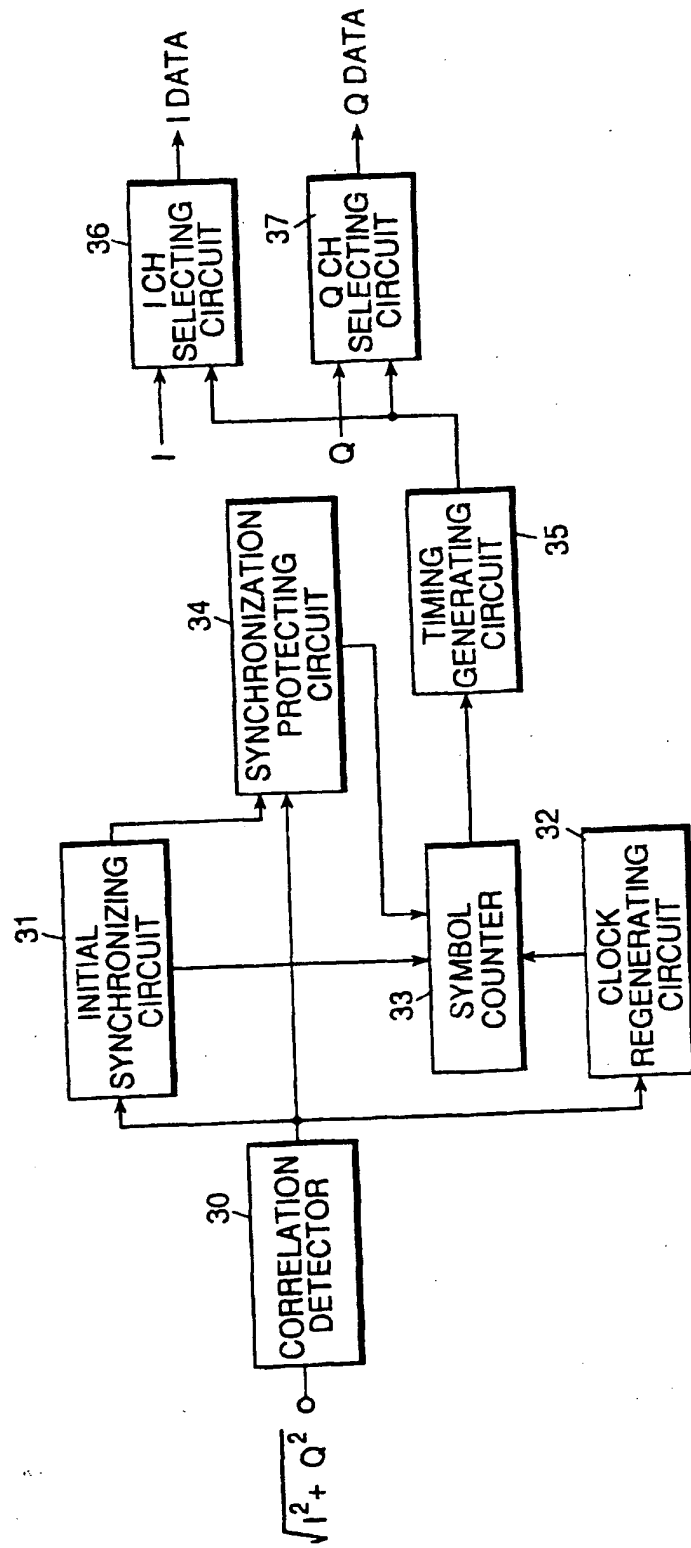 √I² + Q²
30
CORRELATION
DETECTOR
31
INITIAL
SYNCHRONIZING
CIRCUIT
34
SYNCHRONIZATION
PROTECTING
CIRCUIT
33
SYMBOL
COUNTER
32
CLOCK
REGENERATING
CIRCUIT
TIMING
GENERATING
CIRCUIT
35
I
Q
36
I CH
SELECTING
CIRCUIT
I DATA
37
Q CH
SELECTING
CIRCUIT
Q DATA